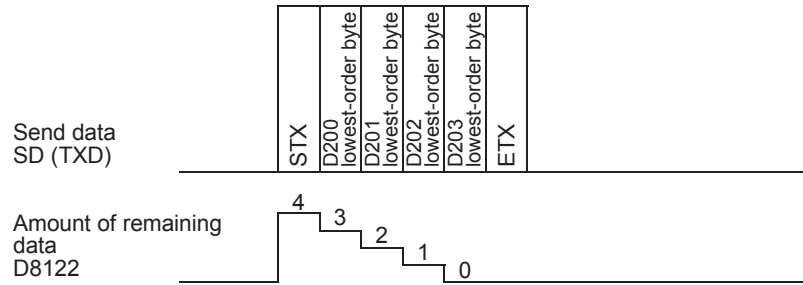 Send data
SD (TXD)
STX
D200
lowest-order byte
D201
lowest-order byte
D202
lowest-order byte
D203
lowest-order byte
ETX
Amount of remaining
data
D8122
4
3
2
1
0